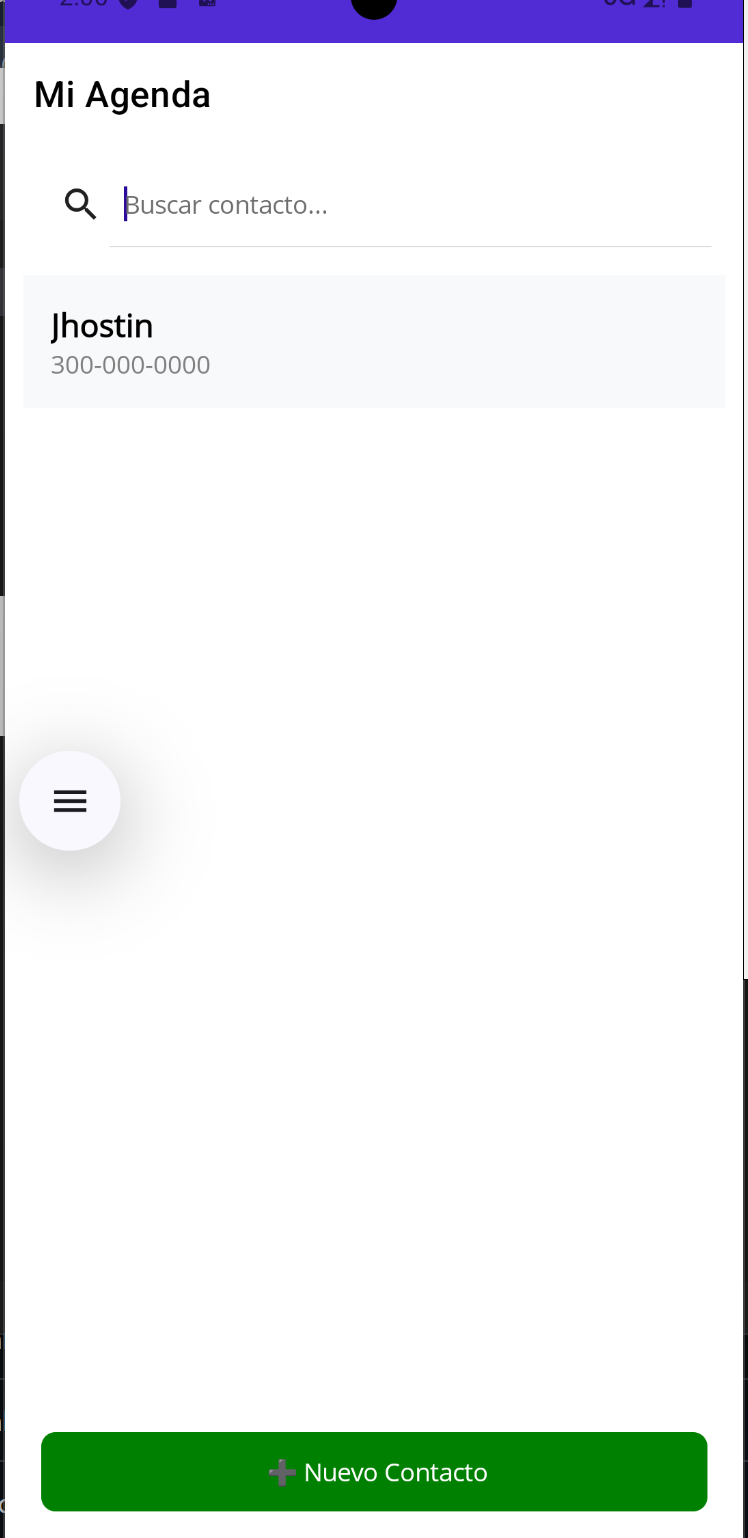 Mi Agenda
Buscar contacto...
Jhostin
300-000-0000
➕ Nuevo Contacto